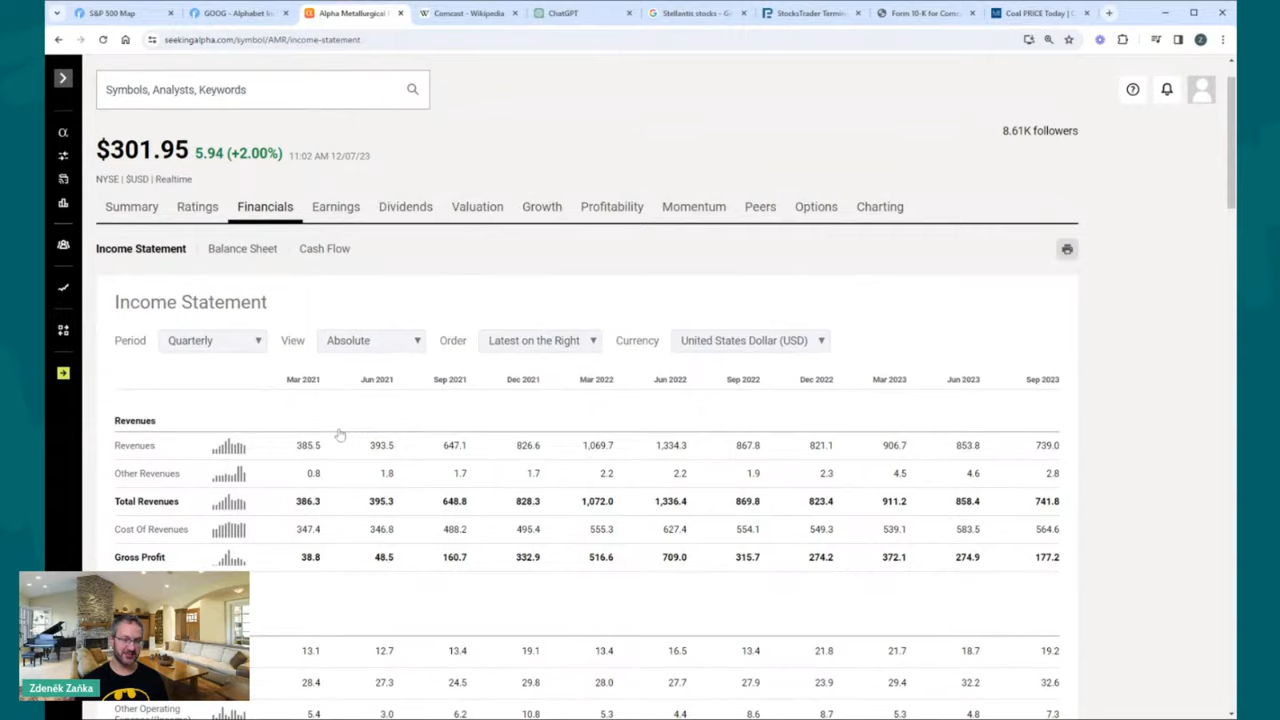 S&P 500 Map
GOOG - Alphabet In
Alpha Metallurgical I
Comcast - Wikipedia
ChatGPT
Stellantis stocks - Go
StocksTrader Termin
Form 10-K for Comc
Coal PRICE Today | C
seekingalpha.com/symbol/AMR/income-statement
Symbols, Analysts, Keywords
8.61K followers
$301.95 5.94 (+2.00%) 11:02 AM 12/07/23
NYSE | $USD | Realtime
Summary Ratings Financials Earnings Dividends Valuation Growth Profitability Momentum Peers Options Charting
Income Statement Balance Sheet Cash Flow
Income Statement
Period Quarterly View Absolute Order Latest on the Right Currency United States Dollar (USD)
Mar 2021 Jun 2021 Sep 2021 Dec 2021 Mar 2022 Jun 2022 Sep 2022 Dec 2022 Mar 2023 Jun 2023 Sep 2023
Revenues
Revenues 385.5 393.5 647.1 826.6 1,069.7 1,334.3 867.8 821.1 906.7 853.8 739.0
Other Revenues 0.8 1.8 1.7 1.7 2.2 2.2 1.9 2.3 4.5 4.6 2.8
Total Revenues 386.3 395.3 648.8 828.3 1,072.0 1,336.4 869.8 823.4 911.2 858.4 741.8
Cost Of Revenues 347.4 346.8 488.2 495.4 555.3 627.4 554.1 549.3 539.1 583.5 564.6
Gross Profit 38.8 48.5 160.7 332.9 516.6 709.0 315.7 274.2 372.1 274.9 177.2
13.1 12.7 13.4 19.1 13.4 16.5 13.4 21.8 21.7 18.7 19.2
28.4 27.3 24.5 29.8 28.0 27.7 27.9 23.9 29.4 32.2 32.6
Other Operating 5.4 3.0 6.2 10.8 5.3 4.4 8.6 8.7 5.3 4.8 7.3
Zdeněk Zaňka